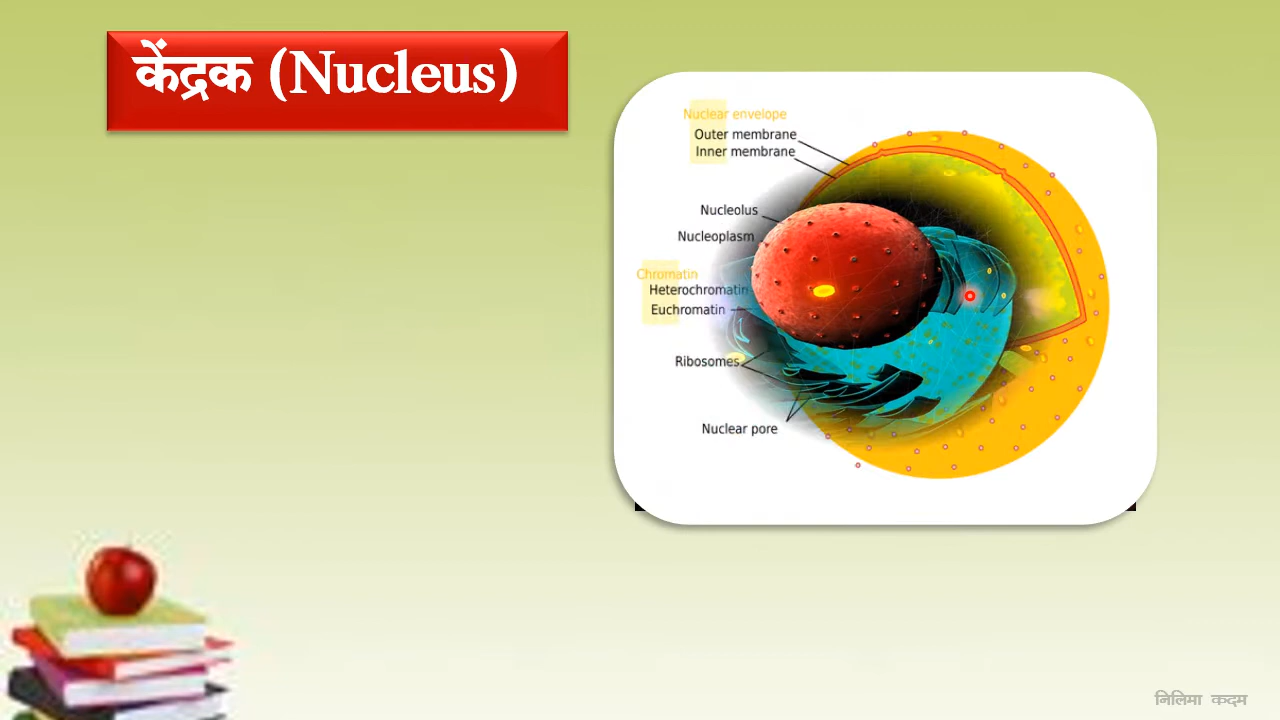 केंद्रक (Nucleus)
Nuclear envelope
Outer membrane
Inner membrane
Nucleolus
Nucleoplasm
Chromatin
Heterochromatin
Euchromatin
Ribosomes
Nuclear pore
निलिमा कदम